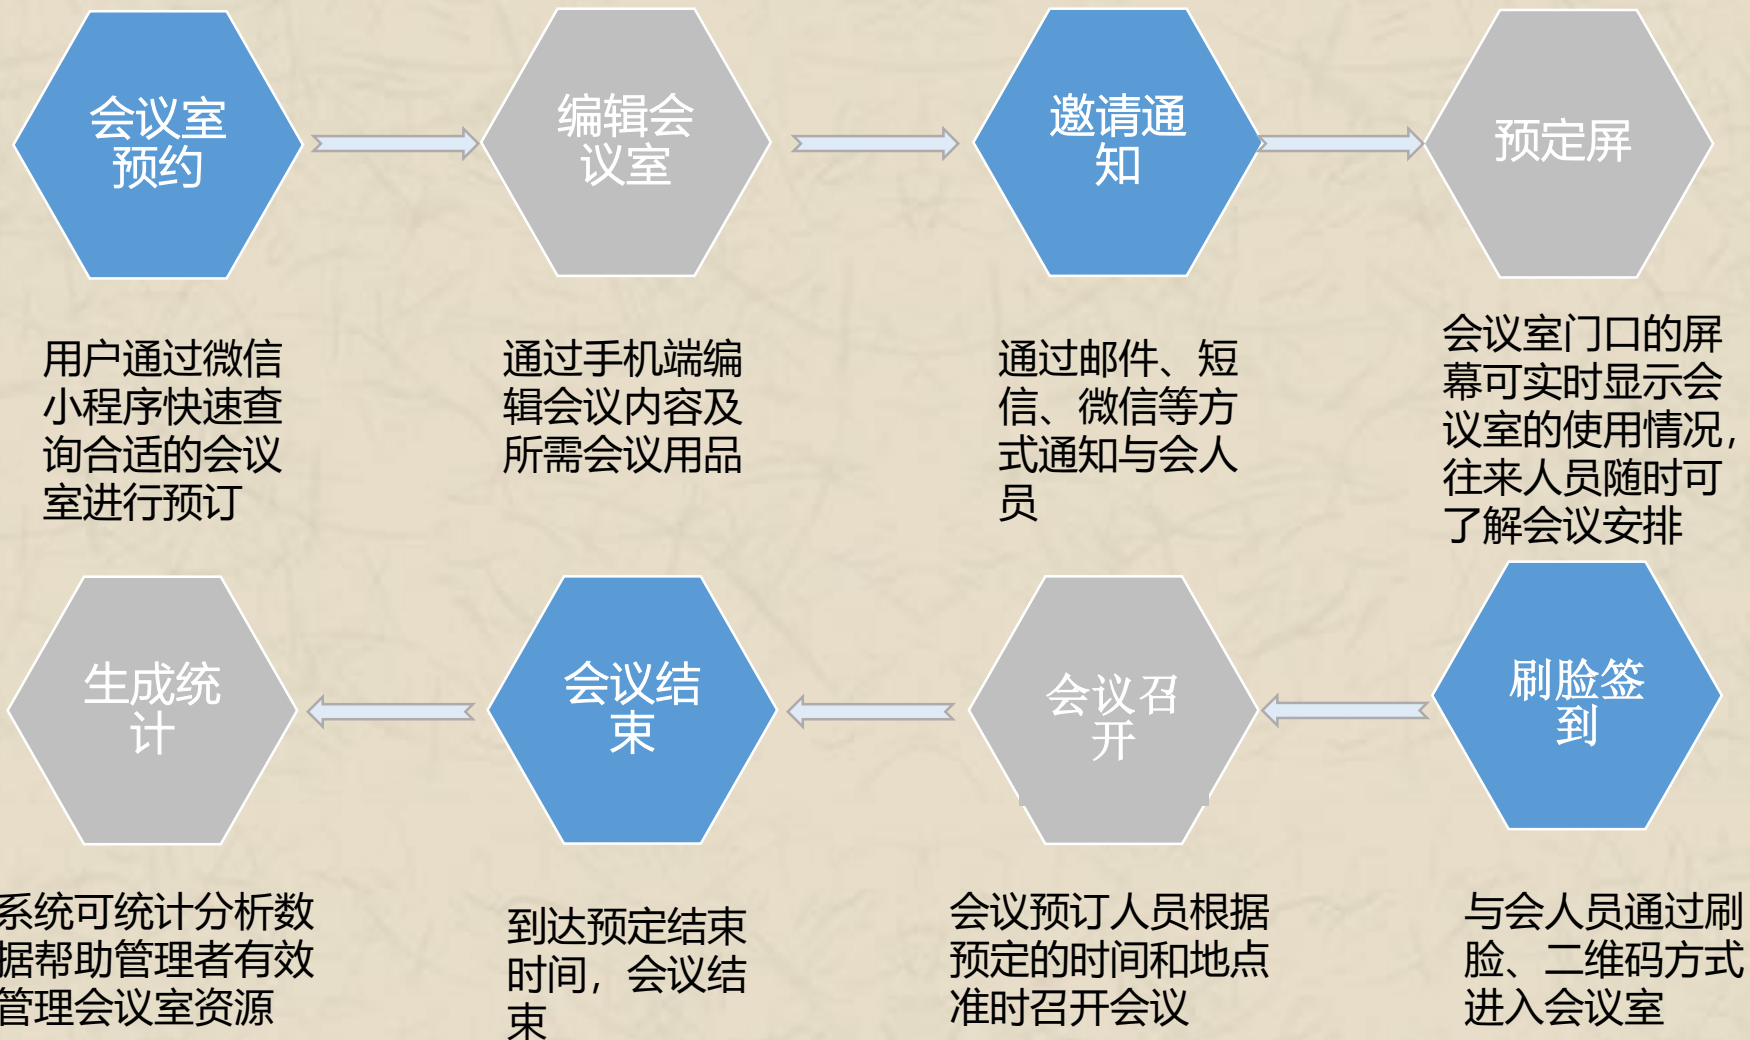 会议室
预约
编辑会
议室
邀请通
知
预定屏
用户通过微信
小程序快速查
询合适的会议
室进行预订
通过手机端编
辑会议内容及
所需会议用品
通过邮件、短
信、微信等方
式通知与会人
员
会议室门口的屏
幕可实时显示会
议室的使用情况，
往来人员随时可
了解会议安排
刷脸签
到
会议召
开
会议结
束
生成统
计
与会人员通过刷
脸、二维码方式
进入会议室
会议预订人员根据
预定的时间和地点
准时召开会议
到达预定结束
时间，会议结
束
系统可统计分析数
据帮助管理者有效
管理会议室资源